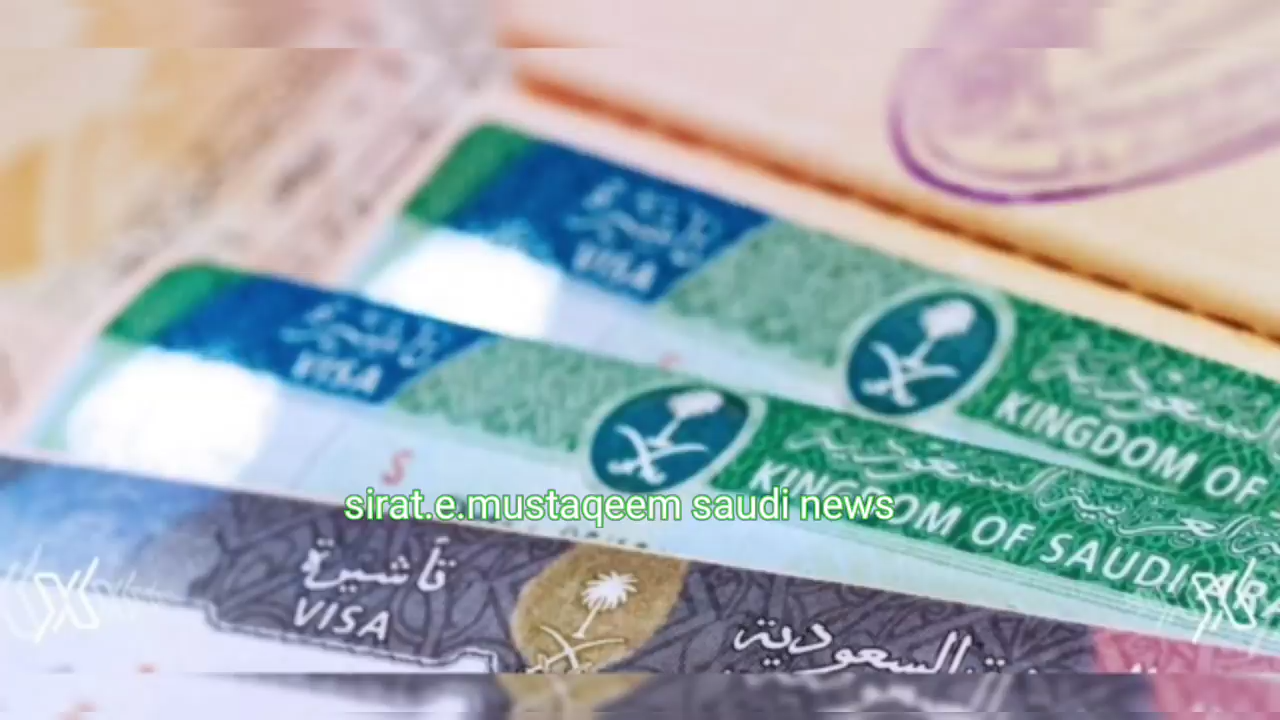 تأشيرة
VISA
تأشيرة
VISA
KINGDOM OF
S
KINGDOM OF SAUDI
sirat.e.mustaqeem saudi news
تأشيرة
VISA
السعودية